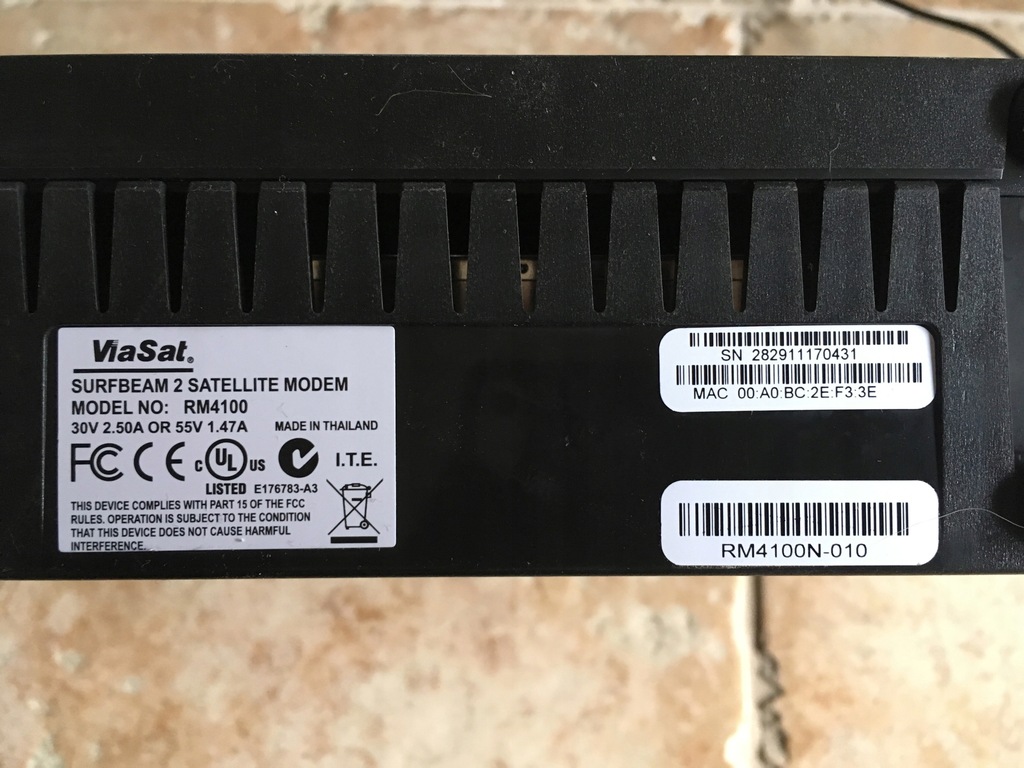 ViaSat®
SURFBEAM 2 SATELLITE MODEM
MODEL NO: RM4100
30V 2.50A OR 55V 1.47A MADE IN THAILAND
FC CE c UL US I.T.E.
LISTED E176783-A3
THIS DEVICE COMPLIES WITH PART 15 OF THE FCC
RULES. OPERATION IS SUBJECT TO THE CONDITION
THAT THIS DEVICE DOES NOT CAUSE HARMFUL
INTERFERENCE.
SN 282911170431
MAC 00:A0:BC:2E:F3:3E
RM4100N-010